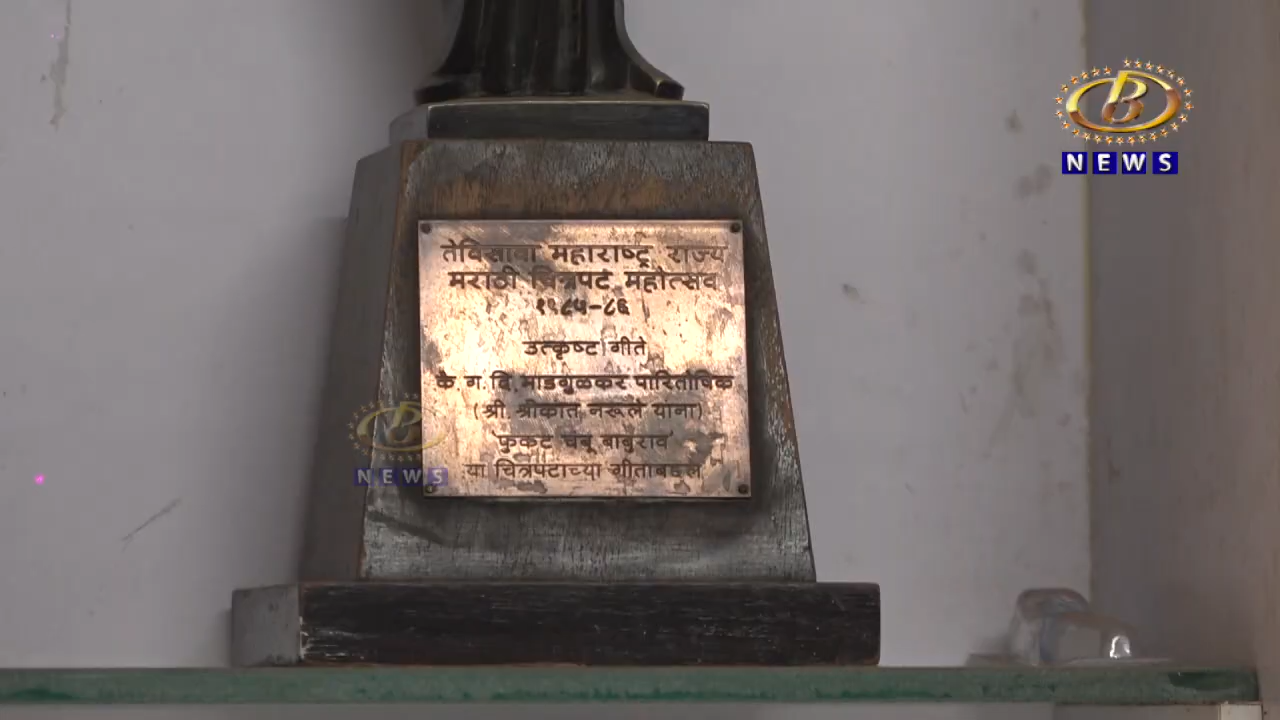 तेविसावा महाराष्ट्र राज्य
मराठी चित्रपट महोत्सव
१९८५-८६
उत्कृष्ट गीते
कै. ग. दि. माडगुळकर पारितोषिक
(श्री. श्रीकांत नरूले यांना)
'फुकट चंबू बाबुराव'
या चित्रपटाच्या गीताबद्दल
B
NEWS
B
NEWS